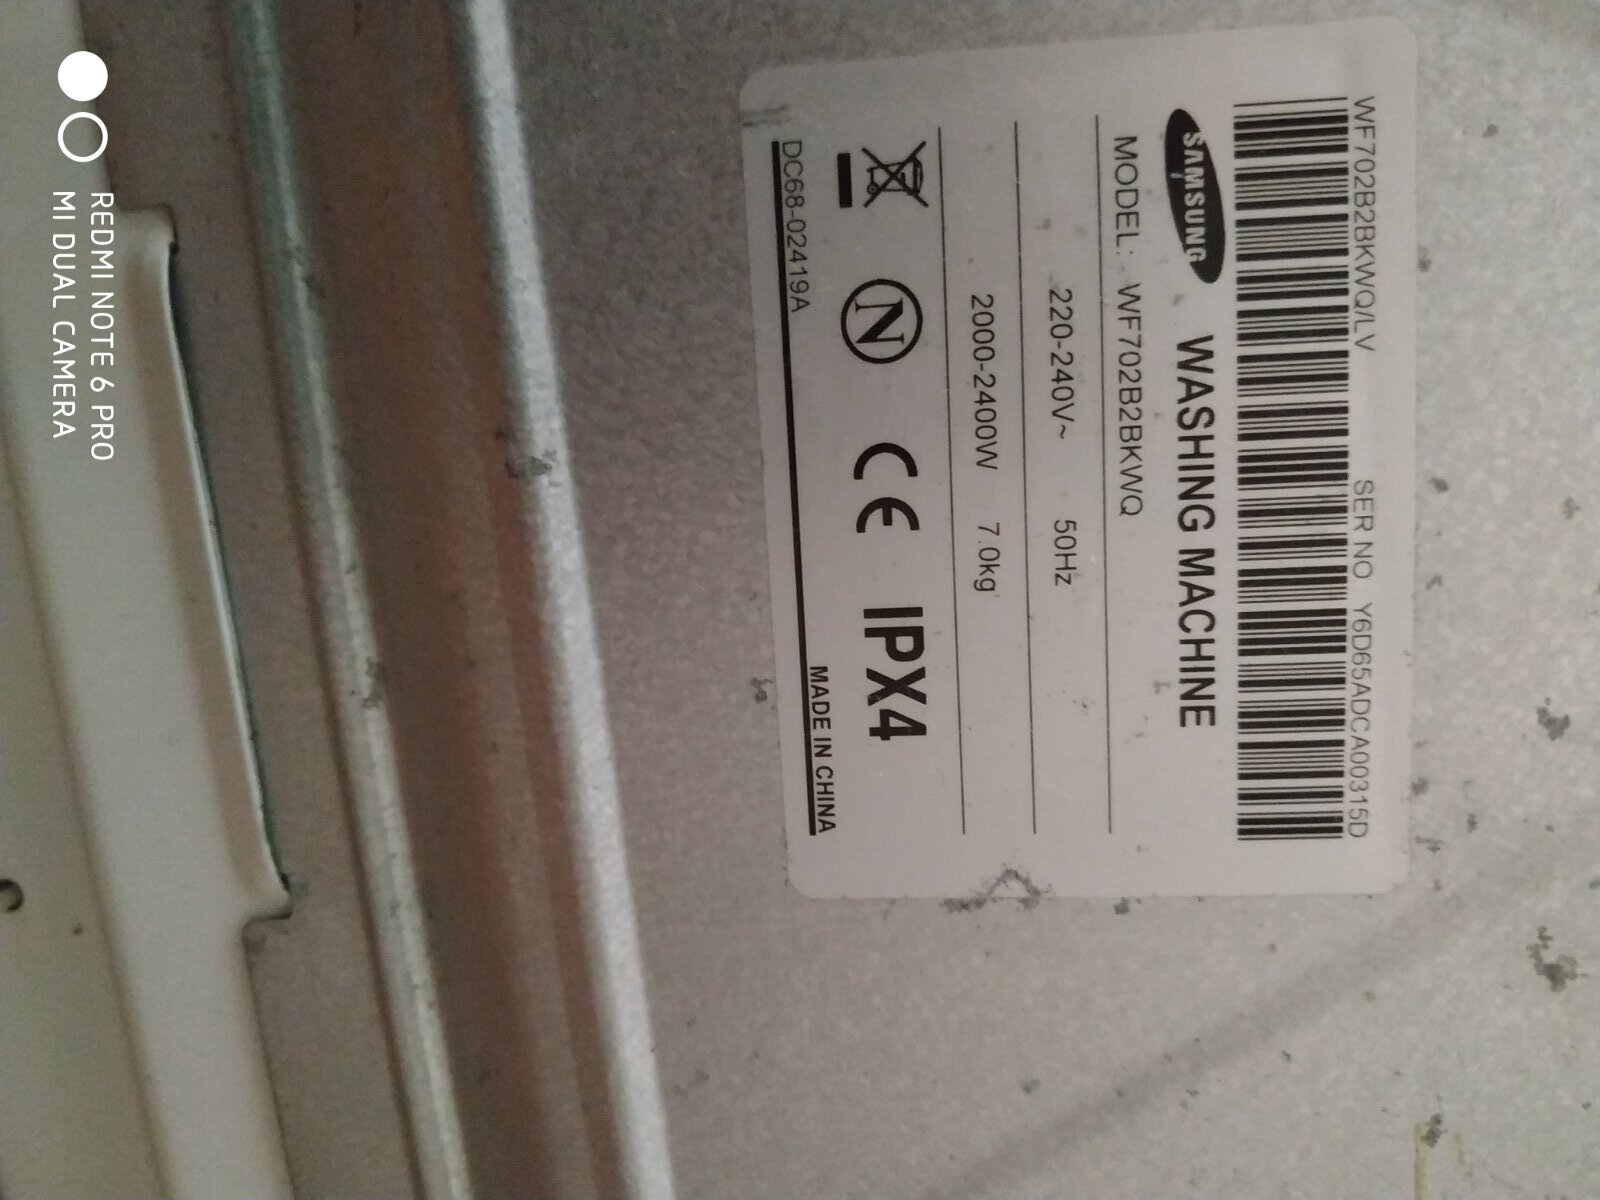 WF702B2BKWQ/LV SER NO Y6D65ADCA00315D
SAMSUNG WASHING MACHINE
MODEL: WF702B2BKWQ
220-240V~ 50Hz
2000-2400W 7.0kg
N CE IPX4
DC68-02419A MADE IN CHINA
REDMI NOTE 6 PRO
MI DUAL CAMERA